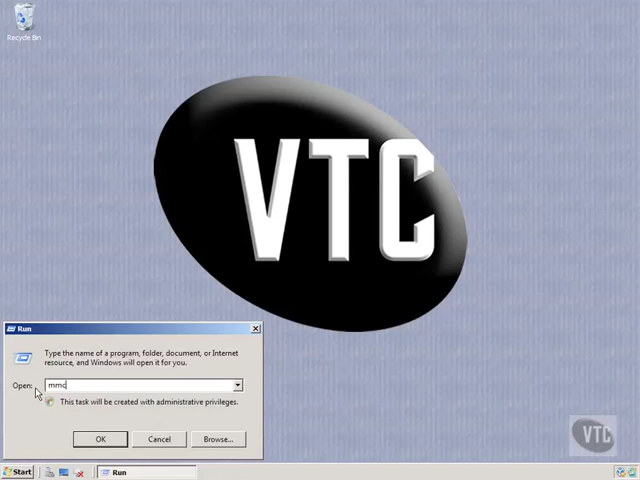 Recycle Bin
VTC
Run
Type the name of a program, folder, document, or Internet
resource, and Windows will open it for you.
Open:
mmc
This task will be created with administrative privileges.
OK
Cancel
Browse...
VTC
Start
Run